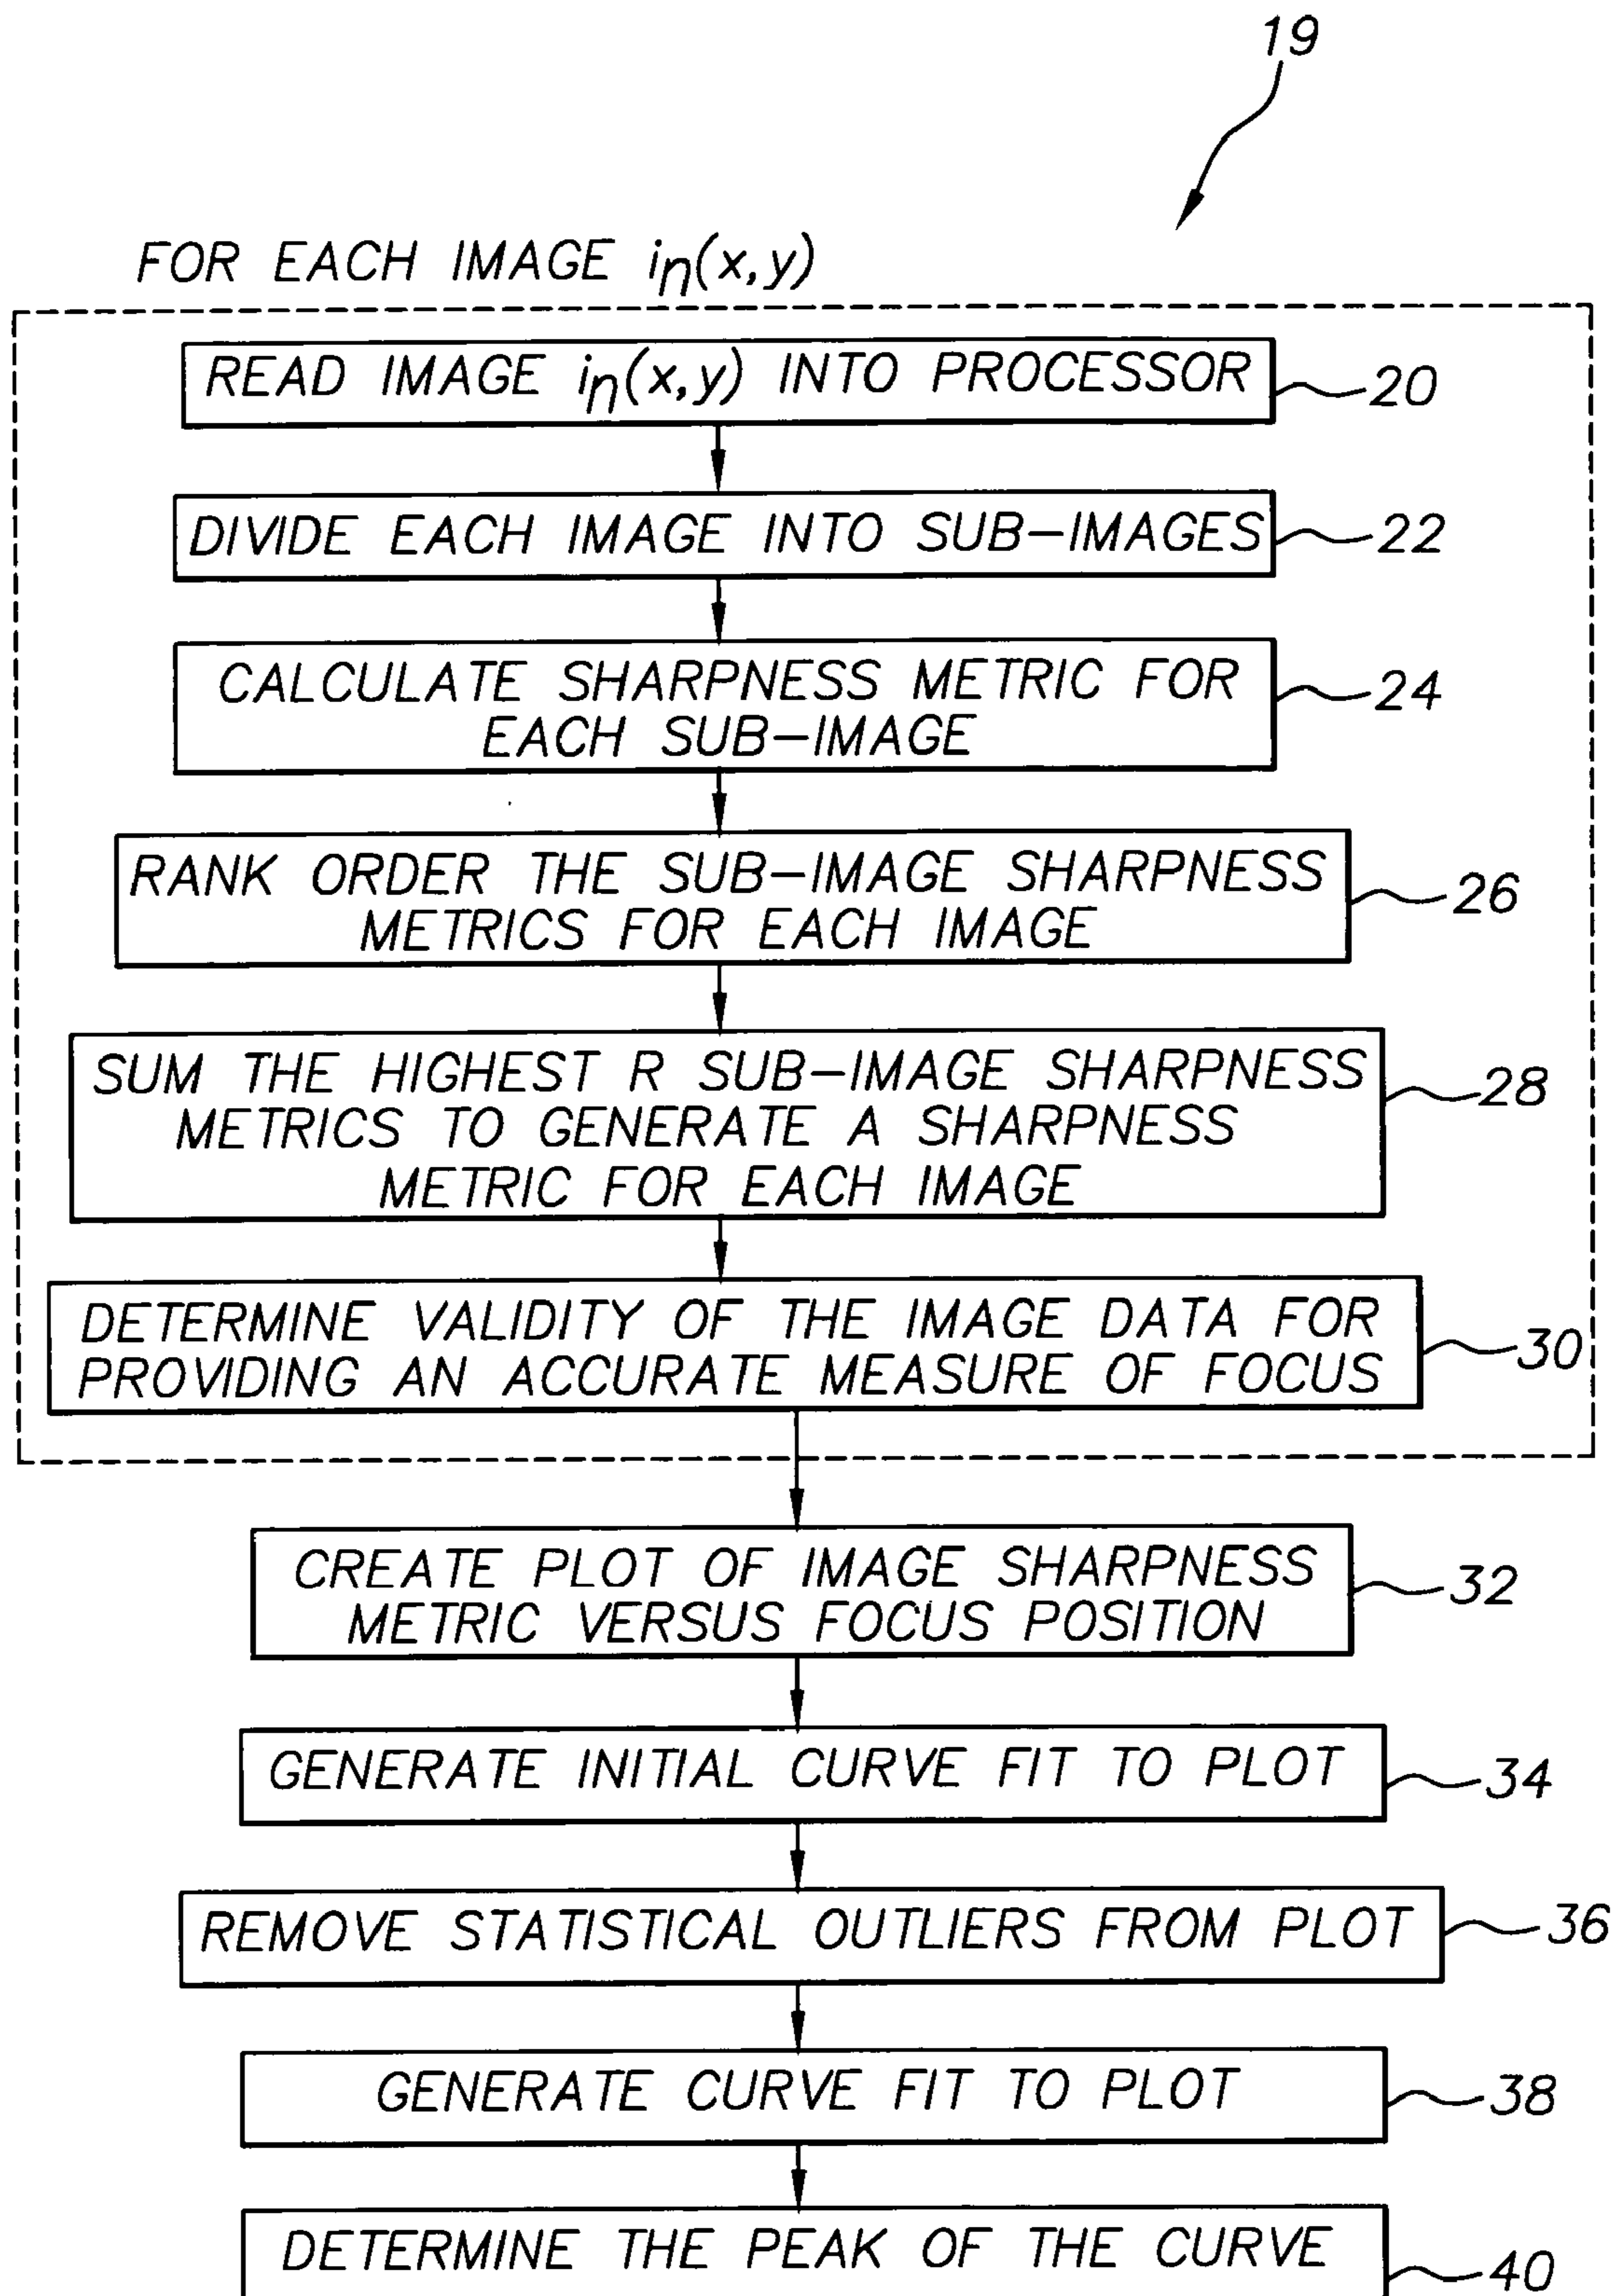 19
FOR EACH IMAGE in(x,y)
READ IMAGE in(x,y) INTO PROCESSOR
20
DIVIDE EACH IMAGE INTO SUB-IMAGES
22
CALCULATE SHARPNESS METRIC FOR
EACH SUB-IMAGE
24
RANK ORDER THE SUB-IMAGE SHARPNESS
METRICS FOR EACH IMAGE
26
SUM THE HIGHEST R SUB-IMAGE SHARPNESS
METRICS TO GENERATE A SHARPNESS
METRIC FOR EACH IMAGE
28
DETERMINE VALIDITY OF THE IMAGE DATA FOR
PROVIDING AN ACCURATE MEASURE OF FOCUS
30
CREATE PLOT OF IMAGE SHARPNESS
METRIC VERSUS FOCUS POSITION
32
GENERATE INITIAL CURVE FIT TO PLOT
34
REMOVE STATISTICAL OUTLIERS FROM PLOT
36
GENERATE CURVE FIT TO PLOT
38
DETERMINE THE PEAK OF THE CURVE
40